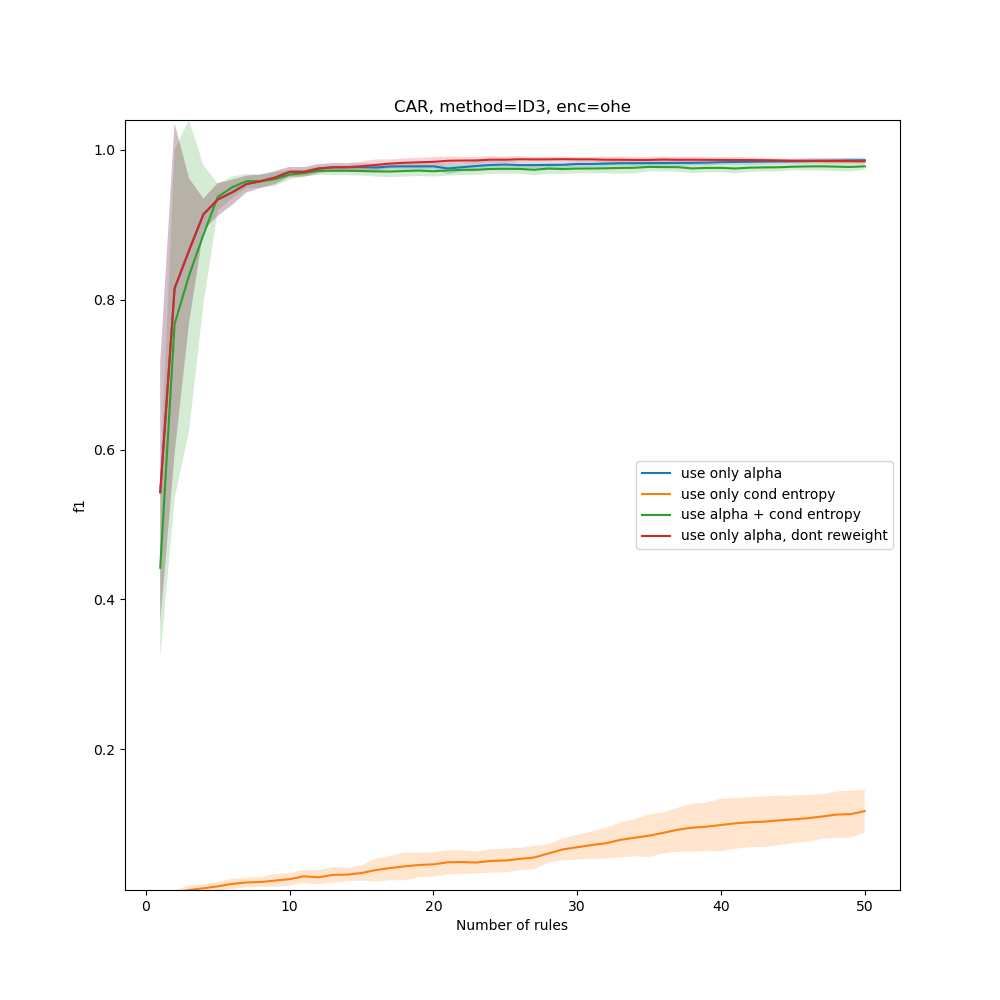 CAR, method=ID3, enc=ohe
1.0
0.8
0.6
0.4
0.2
f1
use only alpha
use only cond entropy
use alpha + cond entropy
use only alpha, dont reweight
0 10 20 30 40 50
Number of rules